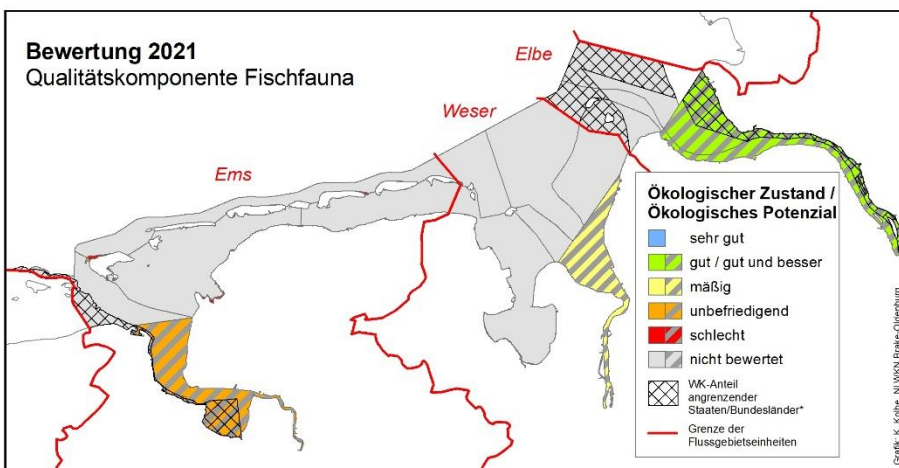 Bewertung 2021
Qualitätskomponente Fischfauna
Elbe
Weser
Ems
Ökologischer Zustand /
Ökologisches Potenzial
sehr gut
gut / gut und besser
mäßig
unbefriedigend
schlecht
nicht bewertet
WK-Anteil
angrenzender
Staaten/Bundesländer*
Grenze der
Flussgebietseinheiten
Grafik: K. Kolbe, NLWKN Brake-Oldenburg